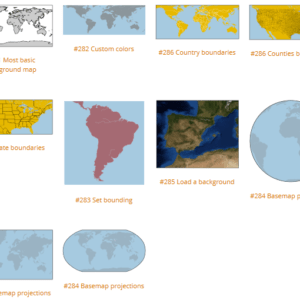 Most basic
ground map
#282 Custom colors
#286 Country boundaries
#286 Counties b
ate boundaries
#283 Set bounding
#285 Load a background
#284 Basemap p
emap projections
#284 Basemap projections